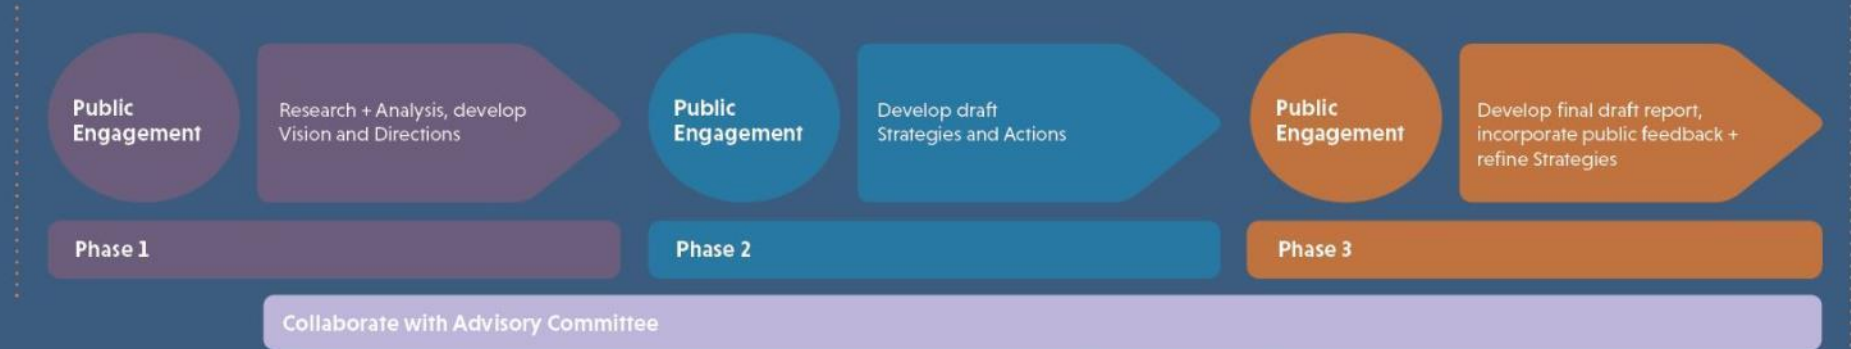 Public
Engagement
Research + Analysis, develop
Vision and Directions
Public
Engagement
Develop draft
Strategies and Actions
Public
Engagement
Develop final draft report,
incorporate public feedback +
refine Strategies
Phase 1
Phase 2
Phase 3
Collaborate with Advisory Committee